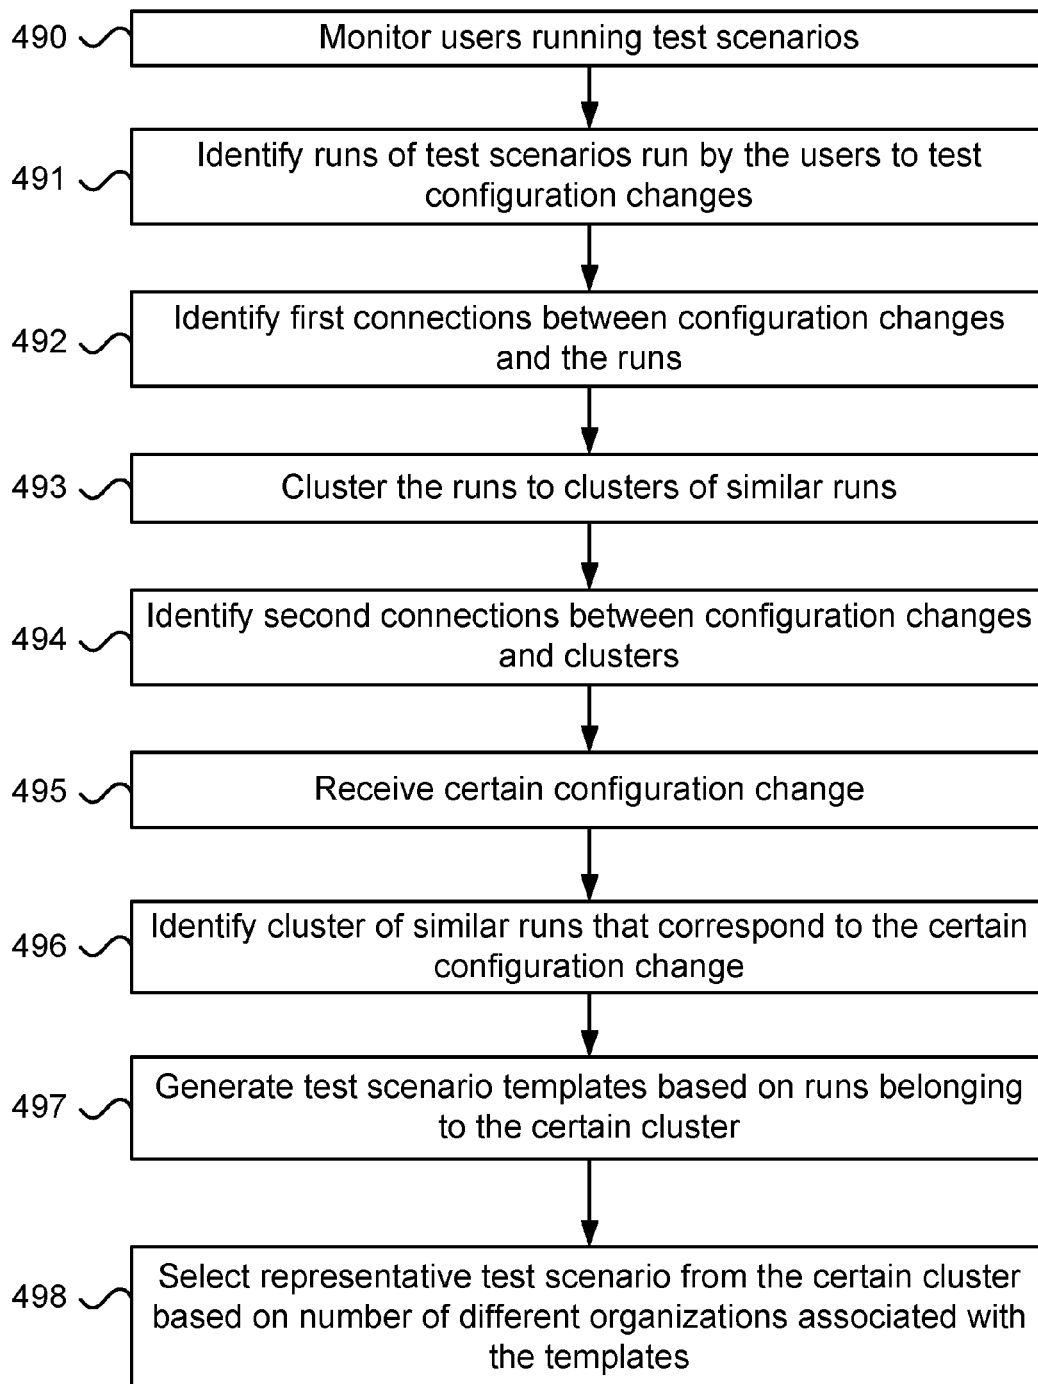 490
Monitor users running test scenarios
491
Identify runs of test scenarios run by the users to test
configuration changes
492
Identify first connections between configuration changes
and the runs
493
Cluster the runs to clusters of similar runs
494
Identify second connections between configuration changes
and clusters
495
Receive certain configuration change
496
Identify cluster of similar runs that correspond to the certain
configuration change
497
Generate test scenario templates based on runs belonging
to the certain cluster
498
Select representative test scenario from the certain cluster
based on number of different organizations associated with
the templates